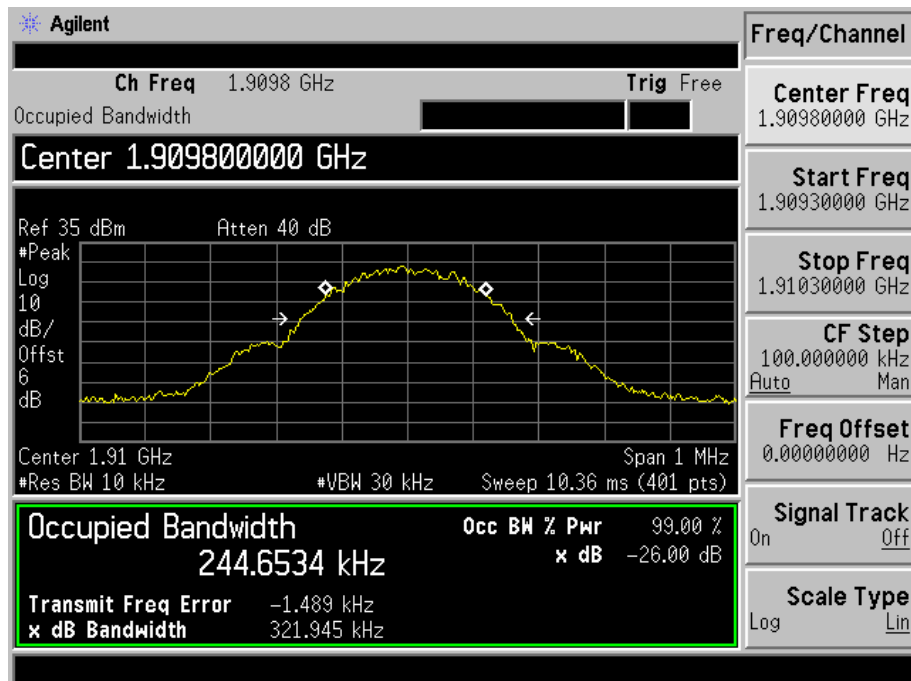 Agilent
Ch Freq 1.9098 GHz Trig Free
Occupied Bandwidth
Center 1.909800000 GHz
Ref 35 dBm Atten 40 dB
#Peak
Log
10
dB/
Offst
6
dB
Center 1.91 GHz Span 1 MHz
#Res BW 10 kHz #VBW 30 kHz Sweep 10.36 ms (401 pts)
Occupied Bandwidth
244.6534 kHz
Occ BW % Pwr 99.00 %
x dB -26.00 dB
Transmit Freq Error -1.489 kHz
x dB Bandwidth 321.945 kHz
Freq/Channel
Center Freq
1.90980000 GHz
Start Freq
1.90930000 GHz
Stop Freq
1.91030000 GHz
CF Step
100.000000 kHz
Auto Man
Freq Offset
0.00000000 Hz
Signal Track
On Off
Scale Type
Log Lin